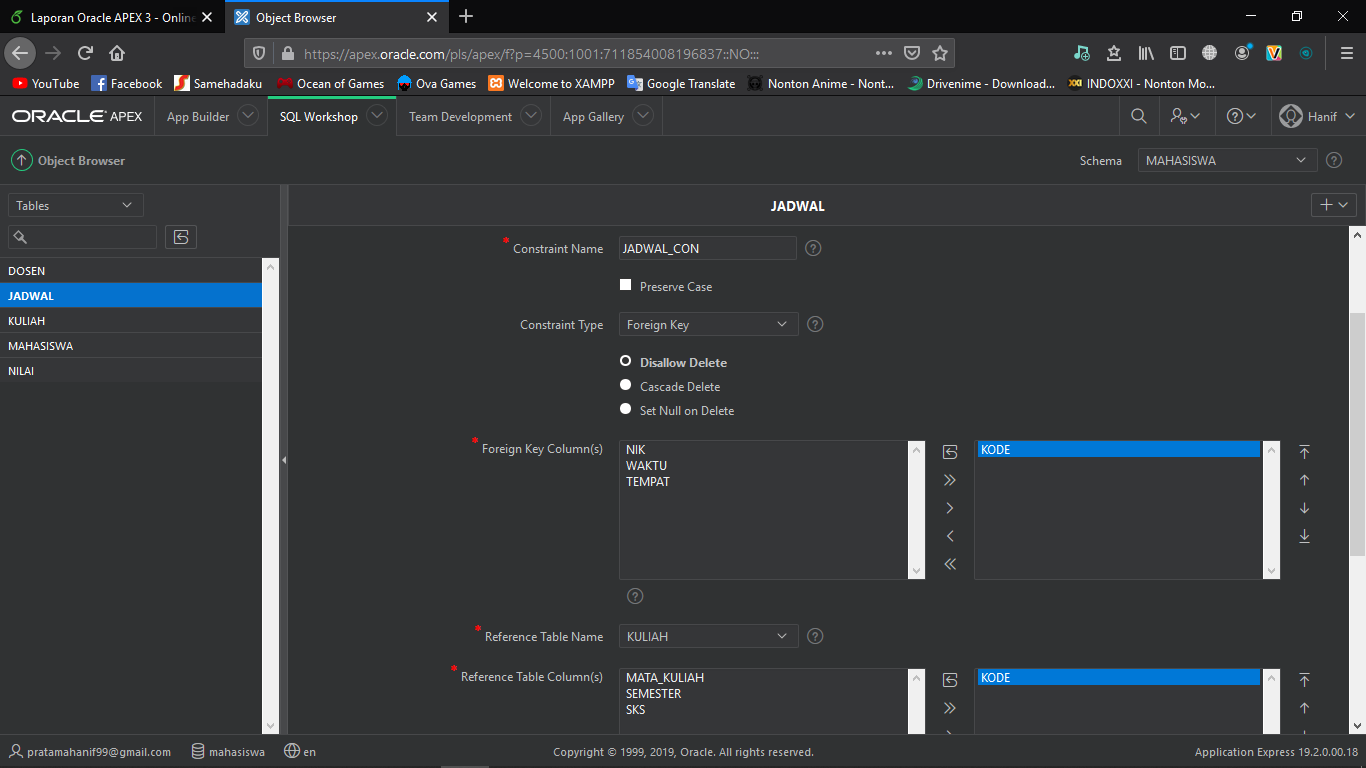 Laporan Oracle APEX 3 - Online
Object Browser
https://apex.oracle.com/pls/apex/f?p=4500:1001:711854008196837::NO:::
YouTube Facebook Samehadaku Ocean of Games Ova Games Welcome to XAMPP Google Translate Nonton Anime - Nont... Drivenime - Download... INDOXXI - Nonton Mo...
ORACLE APEX App Builder SQL Workshop Team Development App Gallery Hanif
Object Browser Schema MAHASISWA
Tables
JADWAL
DOSEN
JADWAL
KULIAH
MAHASISWA
NILAI
* Constraint Name JADWAL_CON
Preserve Case
Constraint Type Foreign Key
Disallow Delete
Cascade Delete
Set Null on Delete
* Foreign Key Column(s)
NIK
WAKTU
TEMPAT
KODE
* Reference Table Name KULIAH
* Reference Table Column(s)
MATA_KULIAH
SEMESTER
SKS
KODE
pratamahanif99@gmail.com mahasiswa en Copyright © 1999, 2019, Oracle. All rights reserved. Application Express 19.2.0.00.18